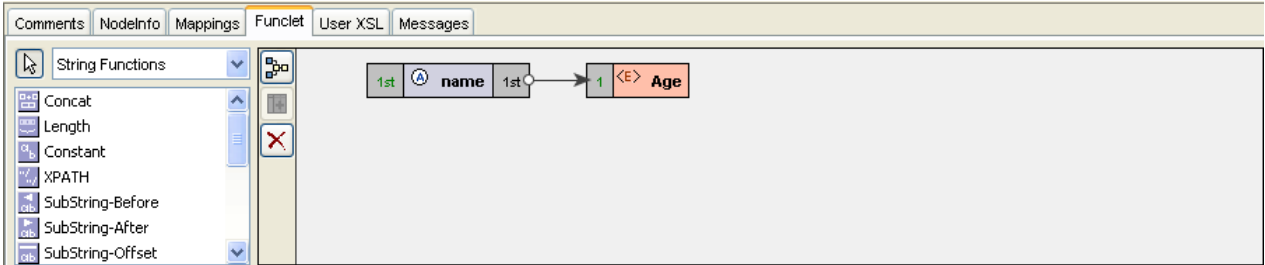 Comments NodeInfo Mappings Funclet User XSL Messages
String Functions
1st A name 1st 1 <E> Age
Concat
Length
Constant
XPATH
SubString-Before
SubString-After
SubString-Offset